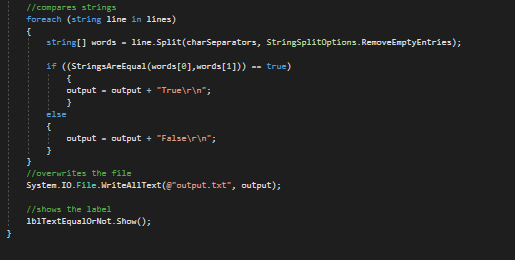 //compares strings
foreach (string line in lines)
{
string[] words = line.Split(charSeparators, StringSplitOptions.RemoveEmptyEntries);
if ((StringsAreEqual(words[0],words[1])) == true)
{
output = output + "True\r\n";
}
else
{
output = output + "False\r\n";
}
}
//overwrites the file
System.IO.File.WriteAllText(@"output.txt", output);
//shows the label
lblTextEqualOrNot.Show();
}